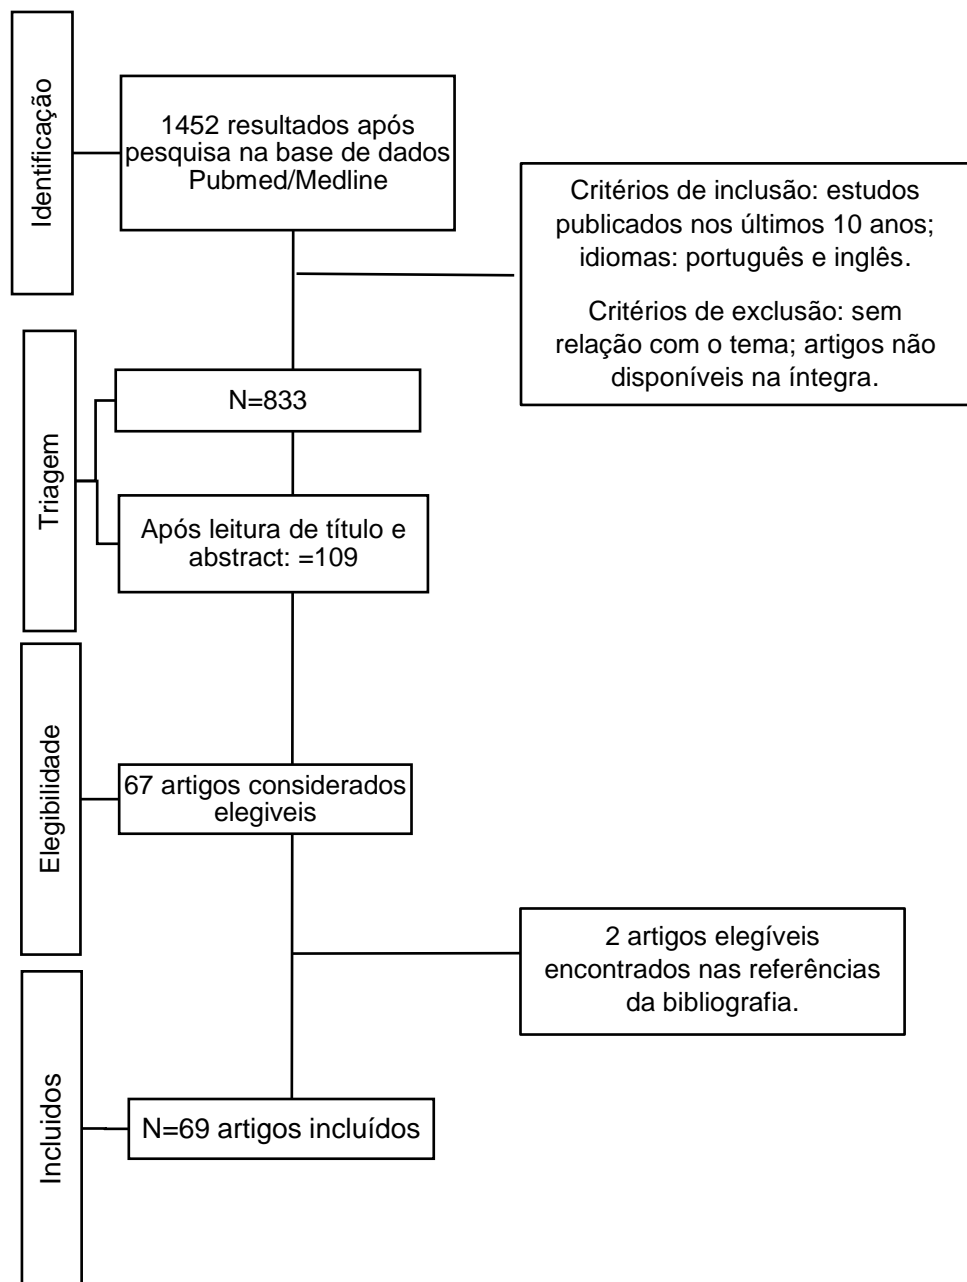 Identificação
1452 resultados após
pesquisa na base de dados
Pubmed/Medline
Critérios de inclusão: estudos
publicados nos últimos 10 anos;
idiomas: português e inglês.
Critérios de exclusão: sem
relação com o tema; artigos não
disponíveis na íntegra.
Triagem
N=833
Após leitura de título e
abstract: =109
Elegibilidade
67 artigos considerados
elegiveis
2 artigos elegíveis
encontrados nas referências
da bibliografia.
Incluidos
N=69 artigos incluídos